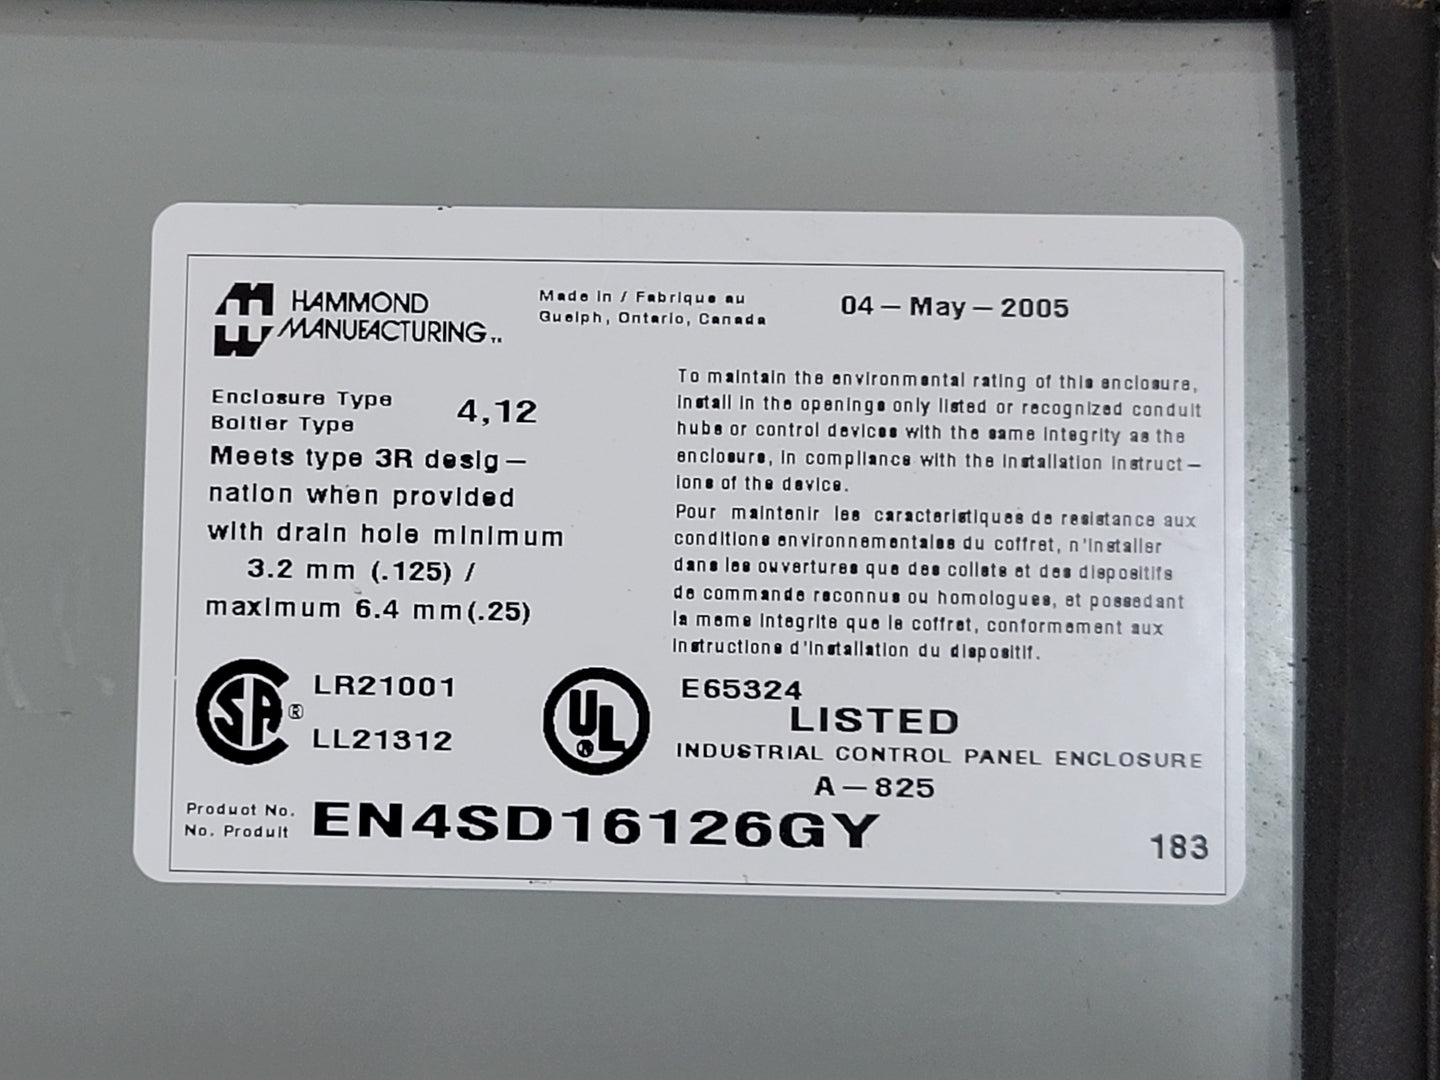 HAMMOND
MANUFACTURING TM
Made in / Fabrique au
Guelph, Ontario, Canada
04 — May — 2005
Enclosure Type
Boitier Type
4,12
Meets type 3R desig —
nation when provided
with drain hole minimum
3.2 mm (.125) /
maximum 6.4 mm(.25)
To maintain the environmental rating of this enclosure,
install in the openings only listed or recognized conduit
hubs or control devices with the same integrity as the
enclosure, in compliance with the installation instruct —
ions of the device.
Pour maintenir les caracteristiques de resistance aux
conditions environnementales du coffret, n'installer
dans les ouvertures que des collets et des dispositifs
de commande reconnus ou homologues, et possedant
la meme integrite que le coffret, conformement aux
instructions d'installation du dispositif.
SA ®
LR21001
LL21312
UL ®
E65324
LISTED
INDUSTRIAL CONTROL PANEL ENCLOSURE
A — 825
Product No.
No. Produit
EN4SD16126GY
183